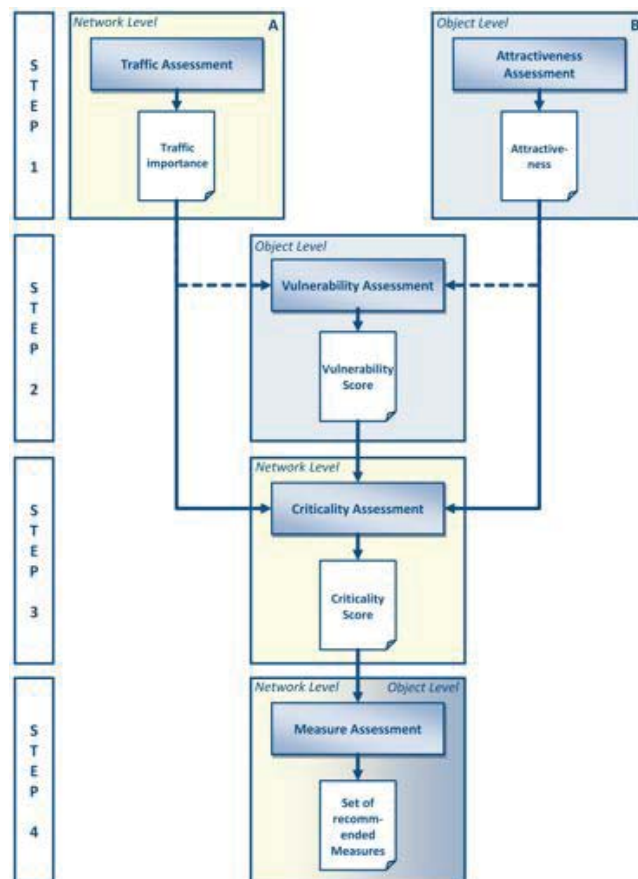 S
T
E
P
1
Network Level
A
Traffic Assessment
Traffic
importance
Object Level
B
Attractiveness
Assessment
Attractive-
ness
S
T
E
P
2
Object Level
Vulnerability Assessment
Vulnerability
Score
S
T
E
P
3
Network Level
Criticality Assessment
Criticality
Score
S
T
E
P
4
Network Level
Object Level
Measure Assessment
Set of
recomm-
ended
Measures